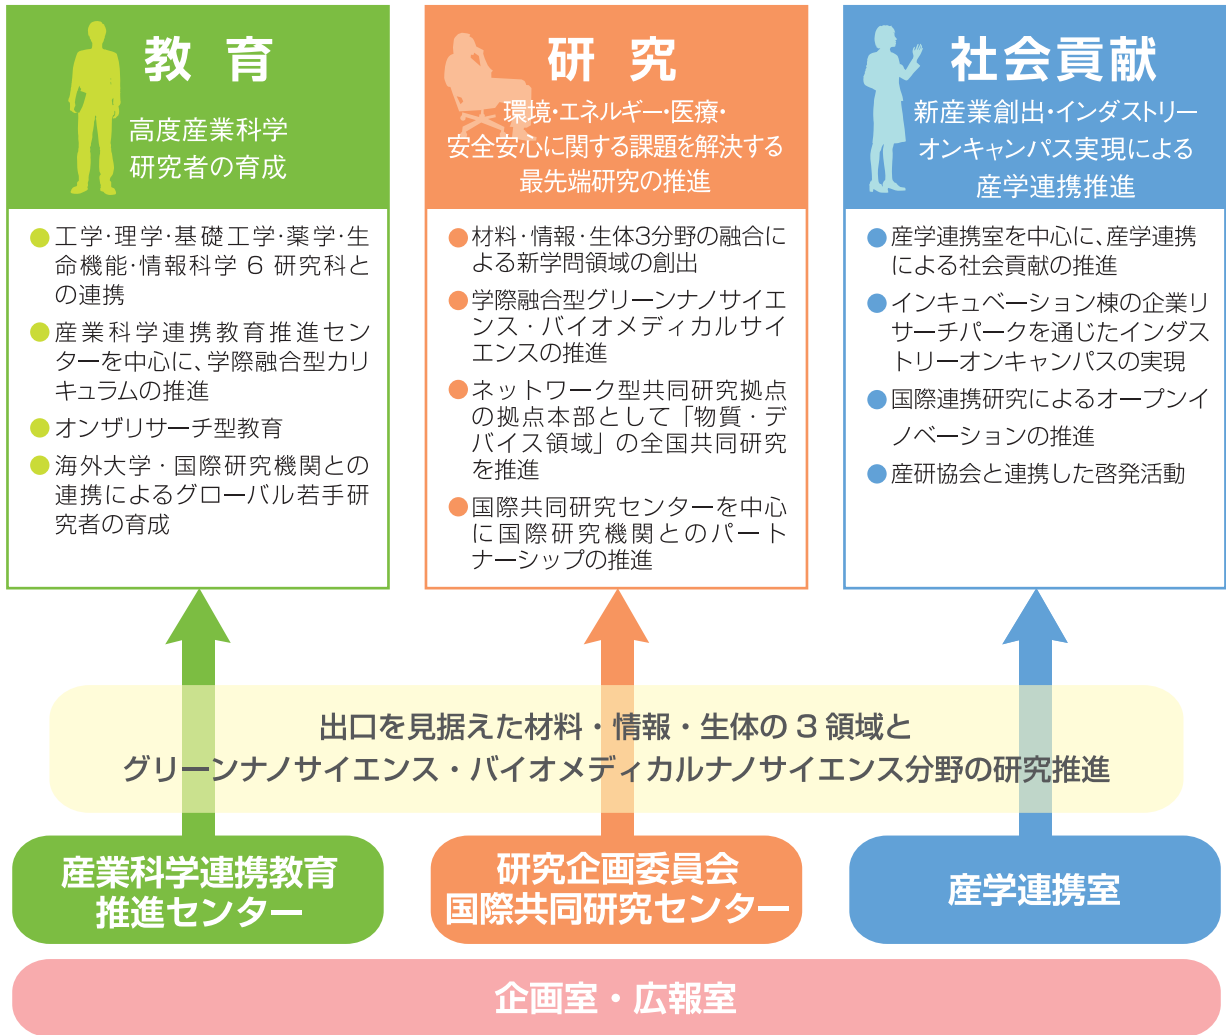 教育
高度産業科学
研究者の育成
●工学・理学・基礎工学・薬学・生
命機能・情報科学 6 研究科と
の連携
●産業科学連携教育推進セン
ターを中心に、学際融合型カリ
キュラムの推進
●オンザリサーチ型教育
●海外大学・国際研究機関との
連携によるグローバル若手研
究者の育成
研究
環境・エネルギー・医療・
安全安心に関する課題を解決する
最先端研究の推進
●材料・情報・生体3分野の融合に
よる新学問領域の創出
●学際融合型グリーンナノサイエ
ンス・バイオメディカルサイ
エンスの推進
●ネットワーク型共同研究拠点
の拠点本部として「物質・デ
バイス領域」の全国共同研究
を推進
●国際共同研究センターを中心
に国際研究機関とのパート
ナーシップの推進
社会貢献
新産業創出・インダストリー
オンキャンパス実現による
産学連携推進
●産学連携室を中心に、産学連携
による社会貢献の推進
●インキュベーション棟の企業リ
サーチパークを通じたインダス
トリーオンキャンパスの実現
●国際連携研究によるオープンイ
ノベーションの推進
●産研協会と連携した啓発活動
出口を見据えた材料・情報・生体の 3 領域と
グリーンナノサイエンス・バイオメディカルナノサイエンス分野の研究推進
産業科学連携教育
推進センター
研究企画委員会
国際共同研究センター
産学連携室
企画室・広報室